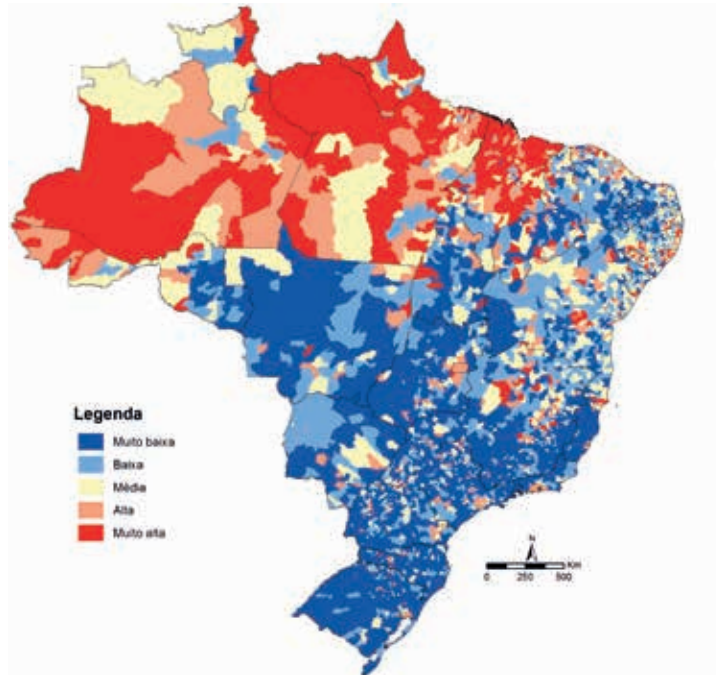 Legenda
Muito baixa
Baixa
Média
Alta
Muito alta
N
0 250 500 Km